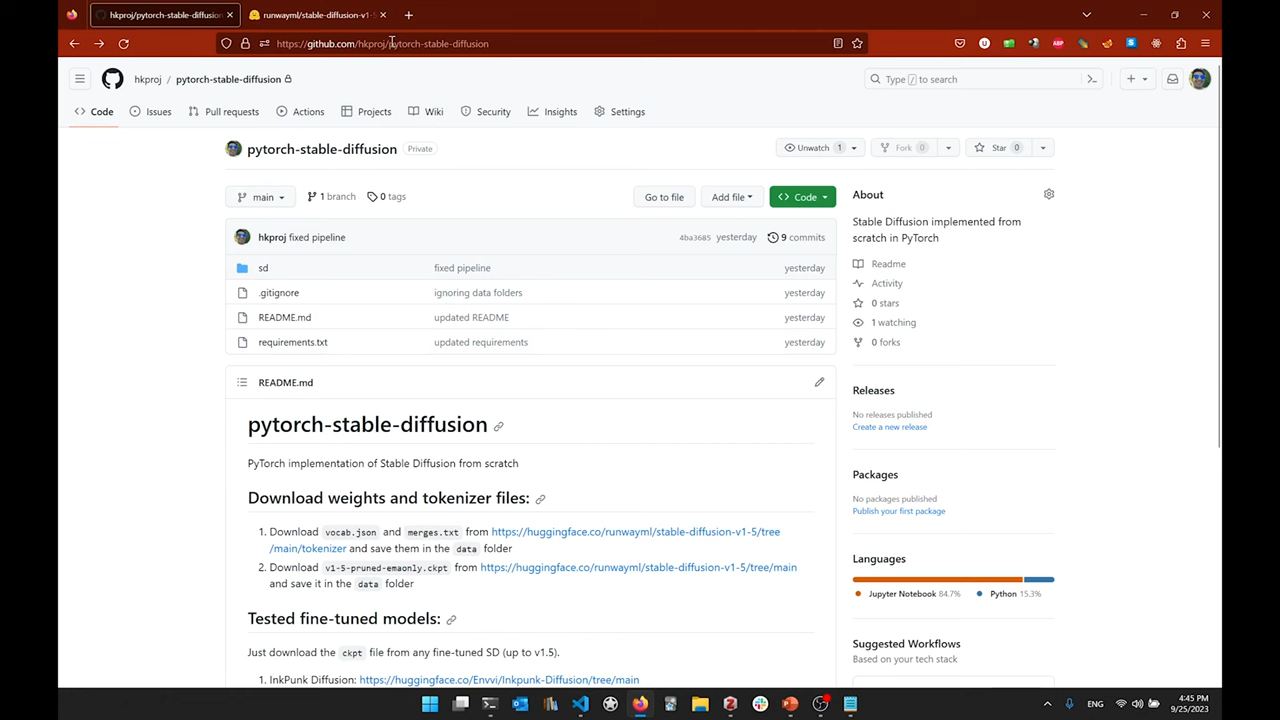 hkproj/pytorch-stable-diffusion
runwayml/stable-diffusion-v1-5
https://github.com/hkproj/pytorch-stable-diffusion
hkproj / pytorch-stable-diffusion
Type / to search
Code
Issues
Pull requests
Actions
Projects
Wiki
Security
Insights
Settings
pytorch-stable-diffusion Private
Unwatch 1
Fork 0
Star 0
main
1 branch
0 tags
Go to file
Add file
Code
hkproj fixed pipeline 4ba3685 yesterday 9 commits
sd fixed pipeline yesterday
.gitignore ignoring data folders yesterday
README.md updated README yesterday
requirements.txt updated requirements yesterday
README.md
pytorch-stable-diffusion
PyTorch implementation of Stable Diffusion from scratch
Download weights and tokenizer files:
1. Download vocab.json and merges.txt from https://huggingface.co/runwayml/stable-diffusion-v1-5/tree
/main/tokenizer and save them in the data folder
2. Download v1-5-pruned-emaonly.ckpt from https://huggingface.co/runwayml/stable-diffusion-v1-5/tree/main
and save it in the data folder
Tested fine-tuned models:
Just download the ckpt file from any fine-tuned SD (up to v1.5).
1. InkPunk Diffusion: https://huggingface.co/Envvi/Inkpunk-Diffusion/tree/main
About
Stable Diffusion implemented from
scratch in PyTorch
Readme
Activity
0 stars
1 watching
0 forks
Releases
No releases published
Create a new release
Packages
No packages published
Publish your first package
Languages
Jupyter Notebook 84.7%
Python 15.3%
Suggested Workflows
Based on your tech stack
ENG
4:45 PM
9/25/2023